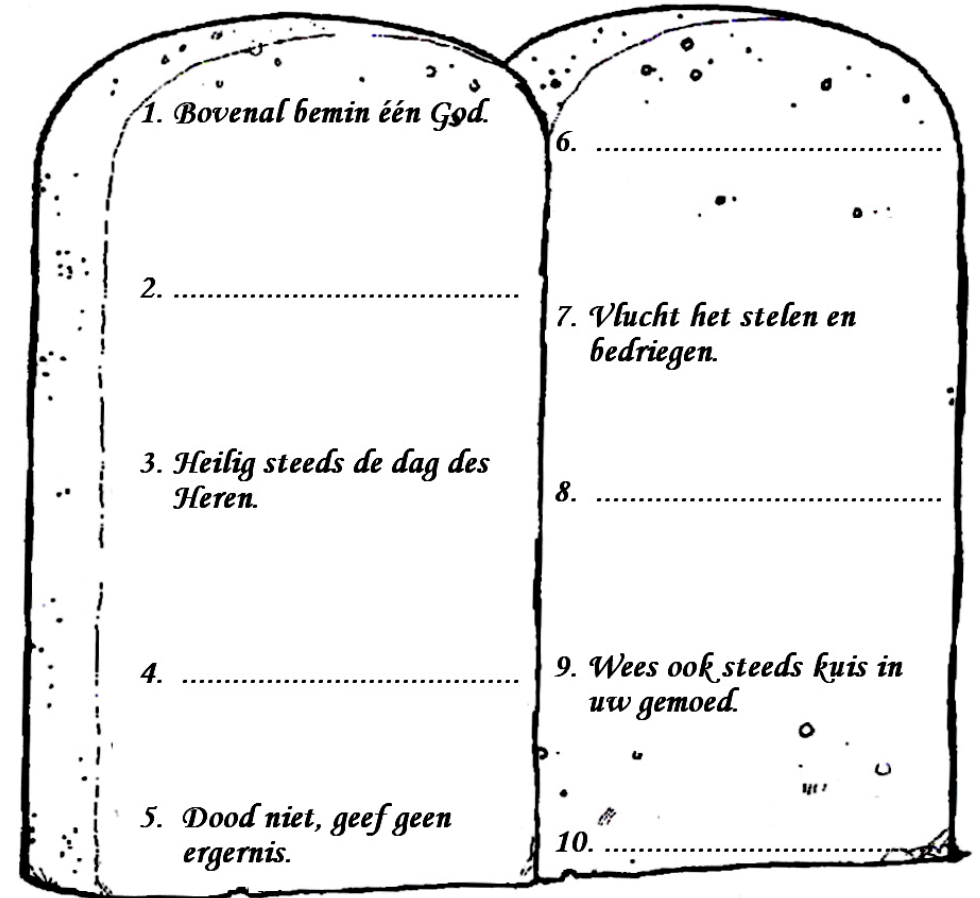 1. Bovenal bemin één God.
2. ..........................................
3. Heilig steeds de dag des
Heren.
4. .........................................
5. Dood niet, geef geen
ergernis.
6. ..........................................
7. Vlucht het stelen en
bedriegen.
8. ..........................................
9. Wees ook steeds kuis in
uw gemoed.
10. .........................................